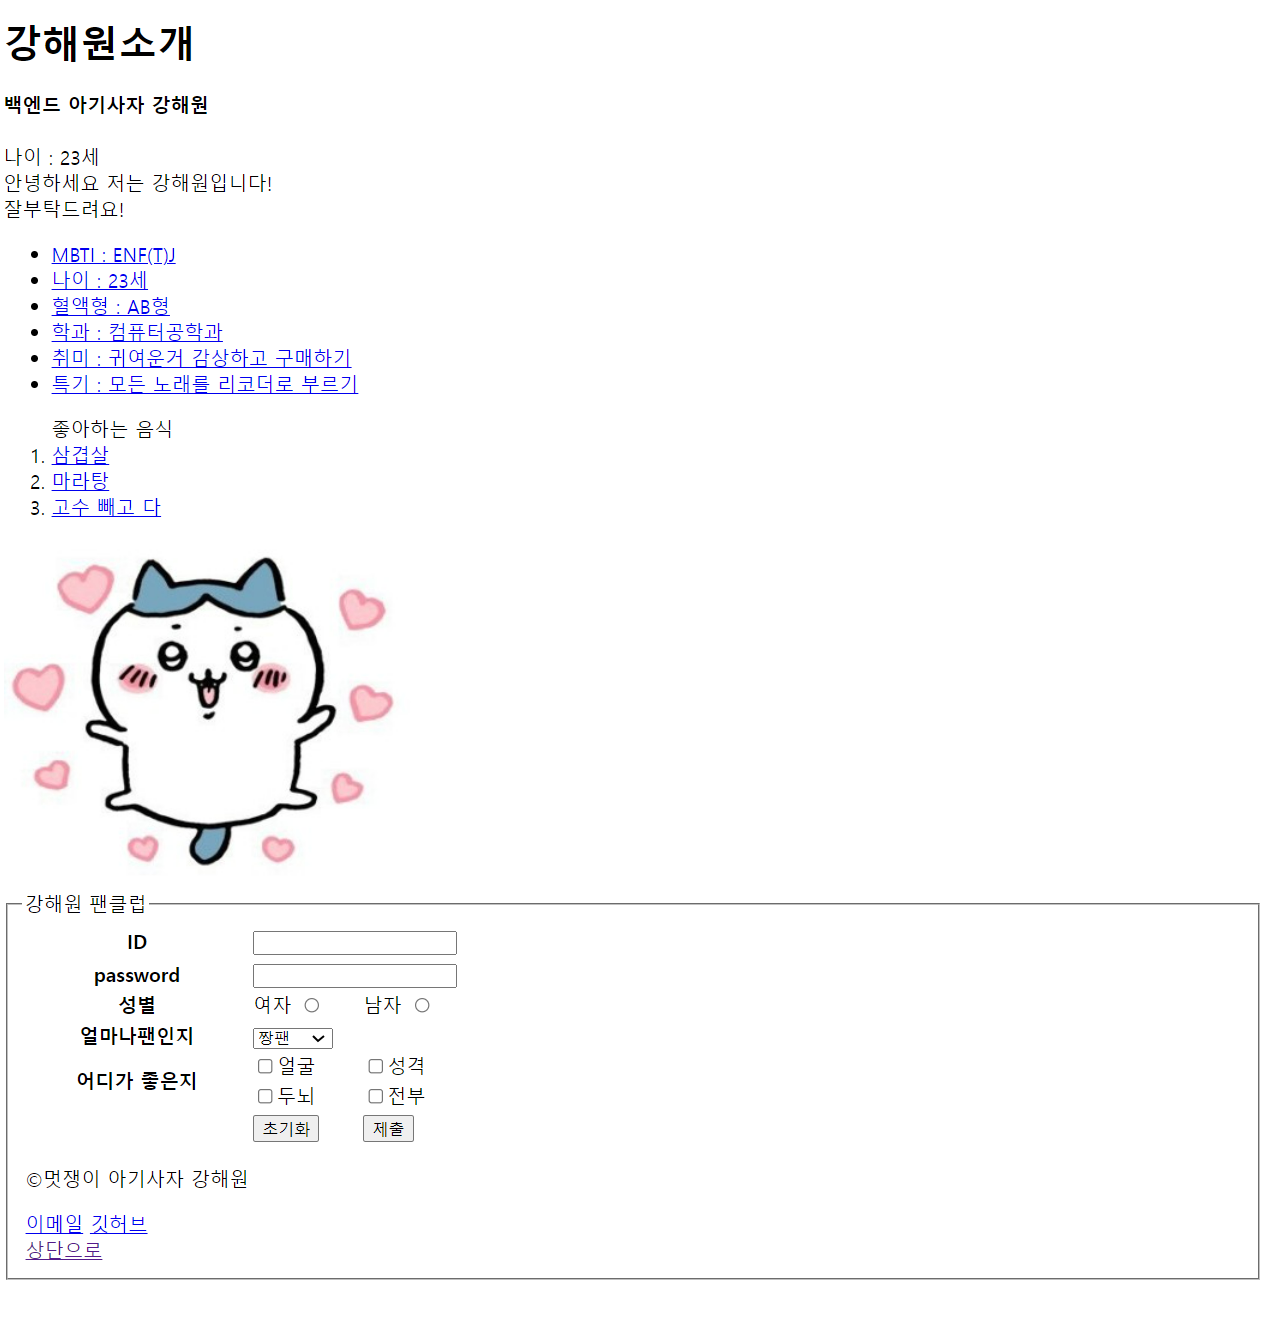 강해원소개
백엔드 아기사자 강해원
나이 : 23세
안녕하세요 저는 강해원입니다!
잘부탁드려요!
MBTI : ENF(T)J
나이 : 23세
혈액형 : AB형
학과 : 컴퓨터공학과
취미 : 귀여운거 감상하고 구매하기
특기 : 모든 노래를 리코더로 부르기
좋아하는 음식
1. 삼겹살
2. 마라탕
3. 고수 빼고 다
강해원 팬클럽
ID
password
성별 여자 남자
얼마나팬인지 짱팬
어디가 좋은지 얼굴 성격
두뇌 전부
초기화 제출
©멋쟁이 아기사자 강해원
이메일 깃허브
상단으로